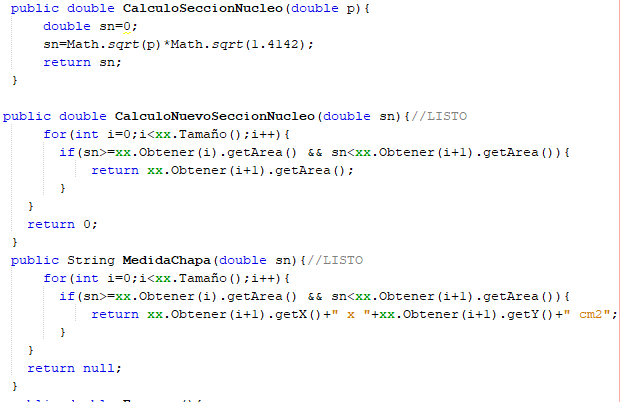 public double CalculoSeccionNucleo(double p){
double sn=0;
sn=Math.sqrt(p)*Math.sqrt(1.4142);
return sn;
}
public double CalculoNuevoSeccionNucleo(double sn){//LISTO
for(int i=0;i<xx.Tamaño();i++){
if(sn>=xx.Obtener(i).getArea() && sn<xx.Obtener(i+1).getArea()){
return xx.Obtener(i+1).getArea();
}
}
return 0;
}
public String MedidaChapa(double sn){//LISTO
for(int i=0;i<xx.Tamaño();i++){
if(sn>=xx.Obtener(i).getArea() && sn<xx.Obtener(i+1).getArea()){
return xx.Obtener(i+1).getX()+" x "+xx.Obtener(i+1).getY()+" cm2";
}
}
return null;
}